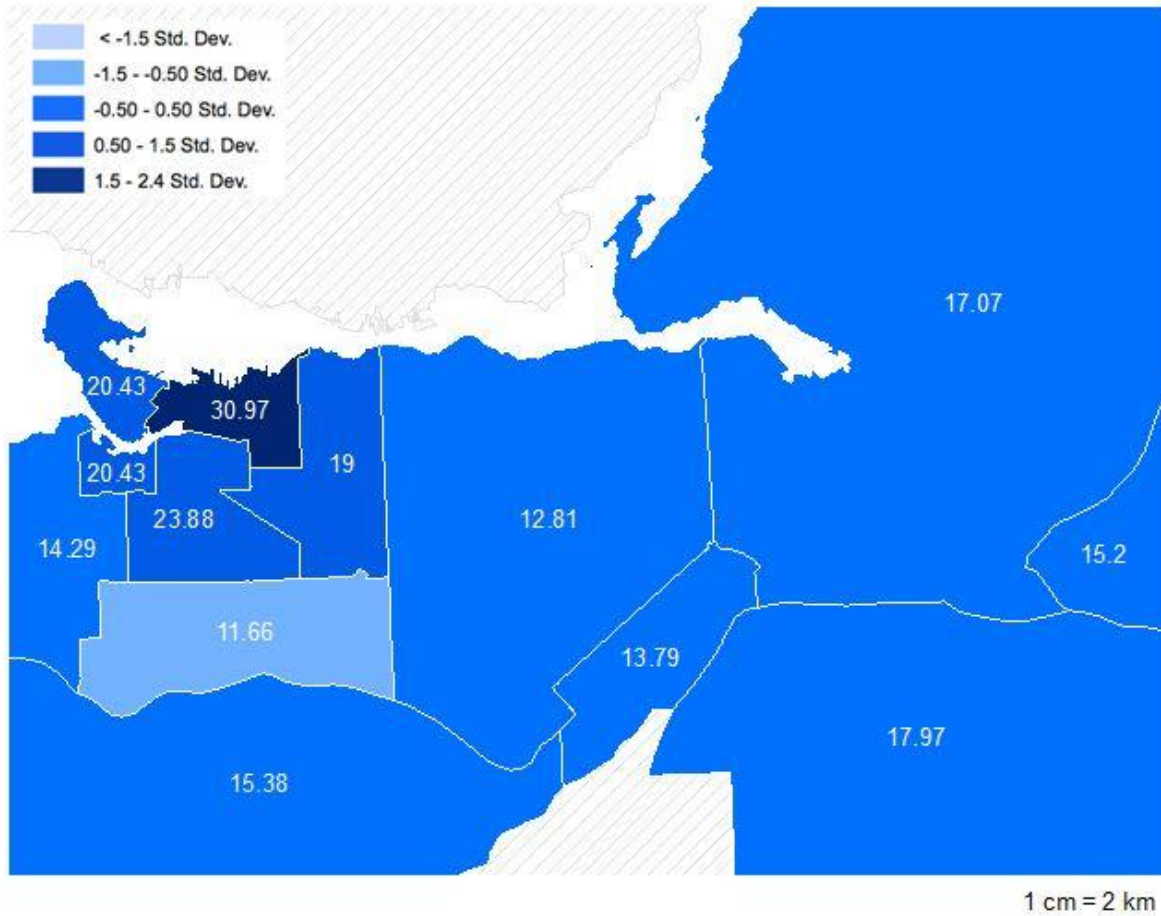 < -1.5 Std. Dev.
-1.5 - -0.50 Std. Dev.
-0.50 - 0.50 Std. Dev.
0.50 - 1.5 Std. Dev.
1.5 - 2.4 Std. Dev.
17.07
20.43
30.97
19
20.43
23.88
12.81
14.29
15.2
11.66
13.79
17.97
15.38
1 cm = 2 km